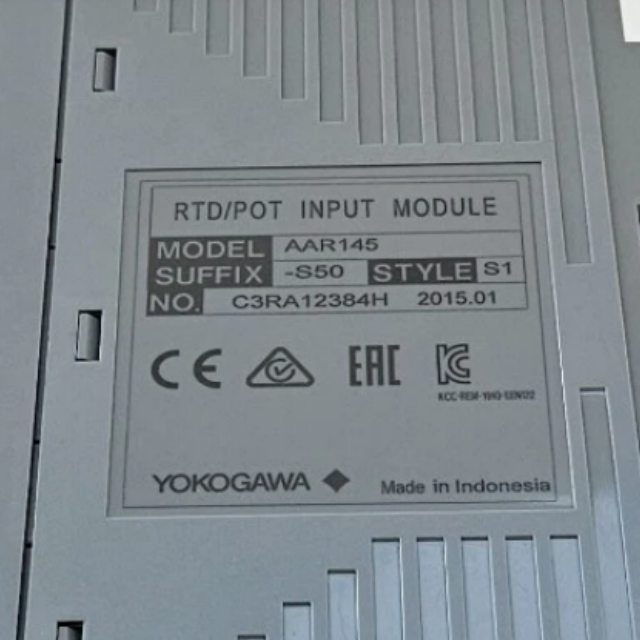 RTD/POT INPUT MODULE
MODEL AAR145
SUFFIX -S50 STYLE S1
NO. C3RA12384H 2015.01
CE EAC KC
YOKOGAWA Made in Indonesia